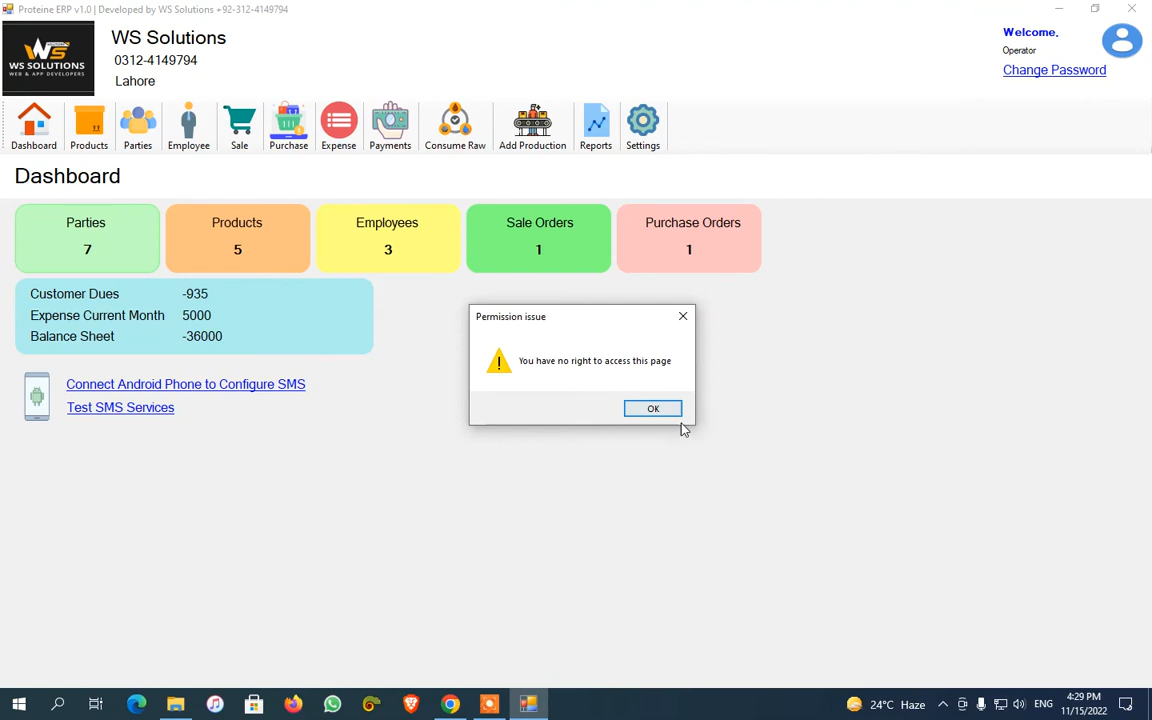 Proteine ERP v1.0 | Developed by WS Solutions +92-312-4149794
WS SOLUTIONS
WEB & APP DEVELOPERS
WS Solutions
0312-4149794
Lahore
Welcome,
Operator
Change Password
Dashboard
Products
Parties
Employee
Sale
Purchase
Expense
Payments
Consume Raw
Add Production
Reports
Settings
Dashboard
Parties
7
Products
5
Employees
3
Sale Orders
1
Purchase Orders
1
Customer Dues -935
Expense Current Month 5000
Balance Sheet -36000
Connect Android Phone to Configure SMS
Test SMS Services
Permission issue
You have no right to access this page
OK
24°C Haze
ENG
4:29 PM
11/15/2022